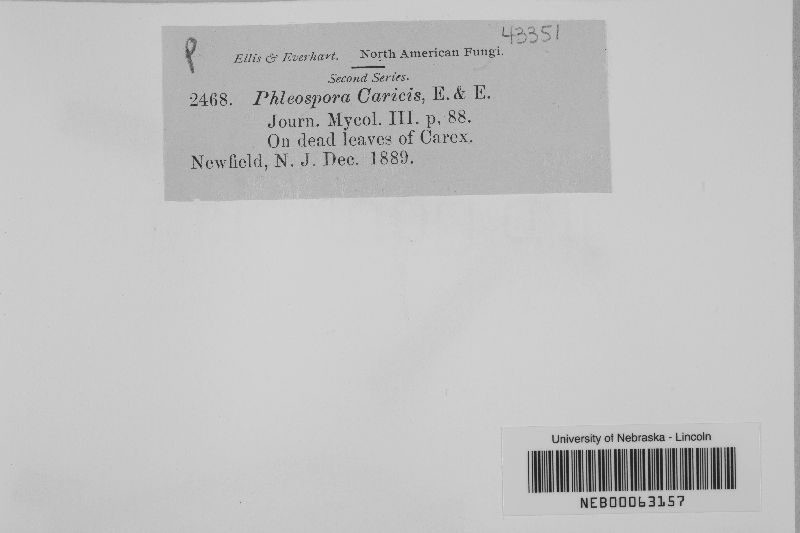 43351
P
Ellis & Everhart. North American Fungi.
Second Series.
2468. Phleospora Caricis, E. & E.
Journ. Mycol. III. p, 88.
On dead leaves of Carex.
Newfield, N. J. Dec. 1889.
University of Nebraska - Lincoln
NEB00063157